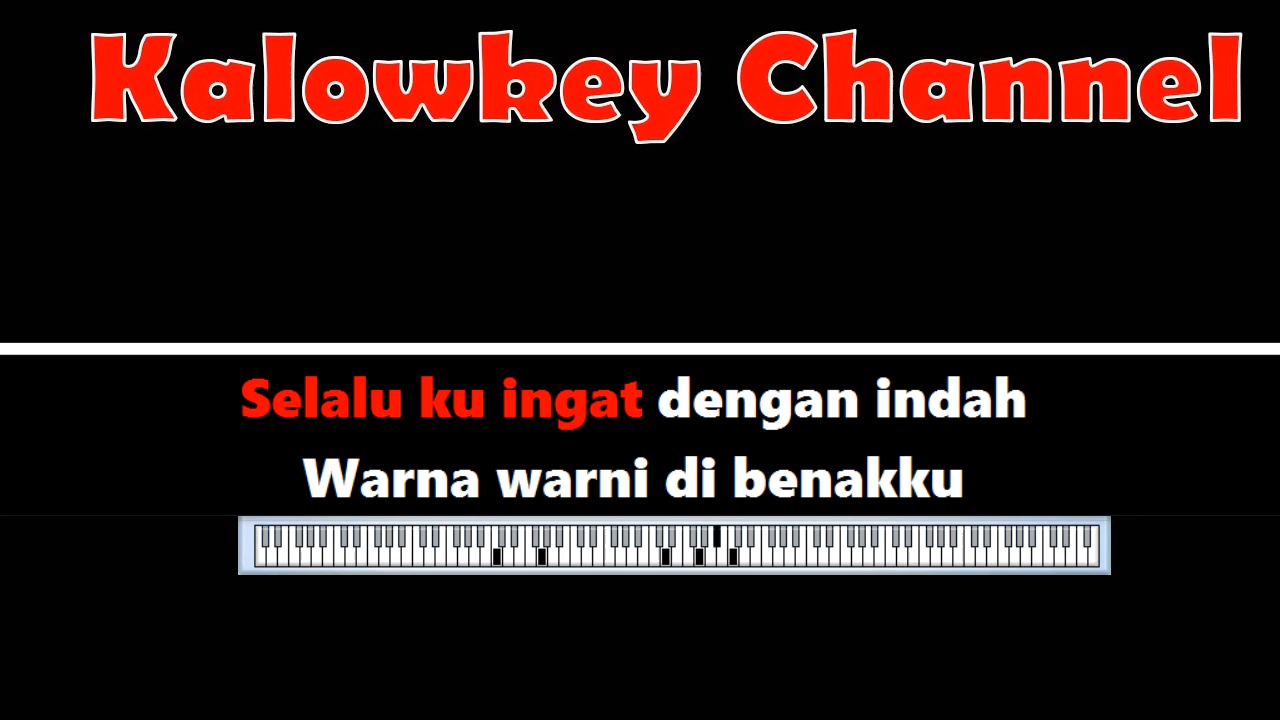 Kalowkey Channel
Selalu ku ingat dengan indah
Warna warni di benakku